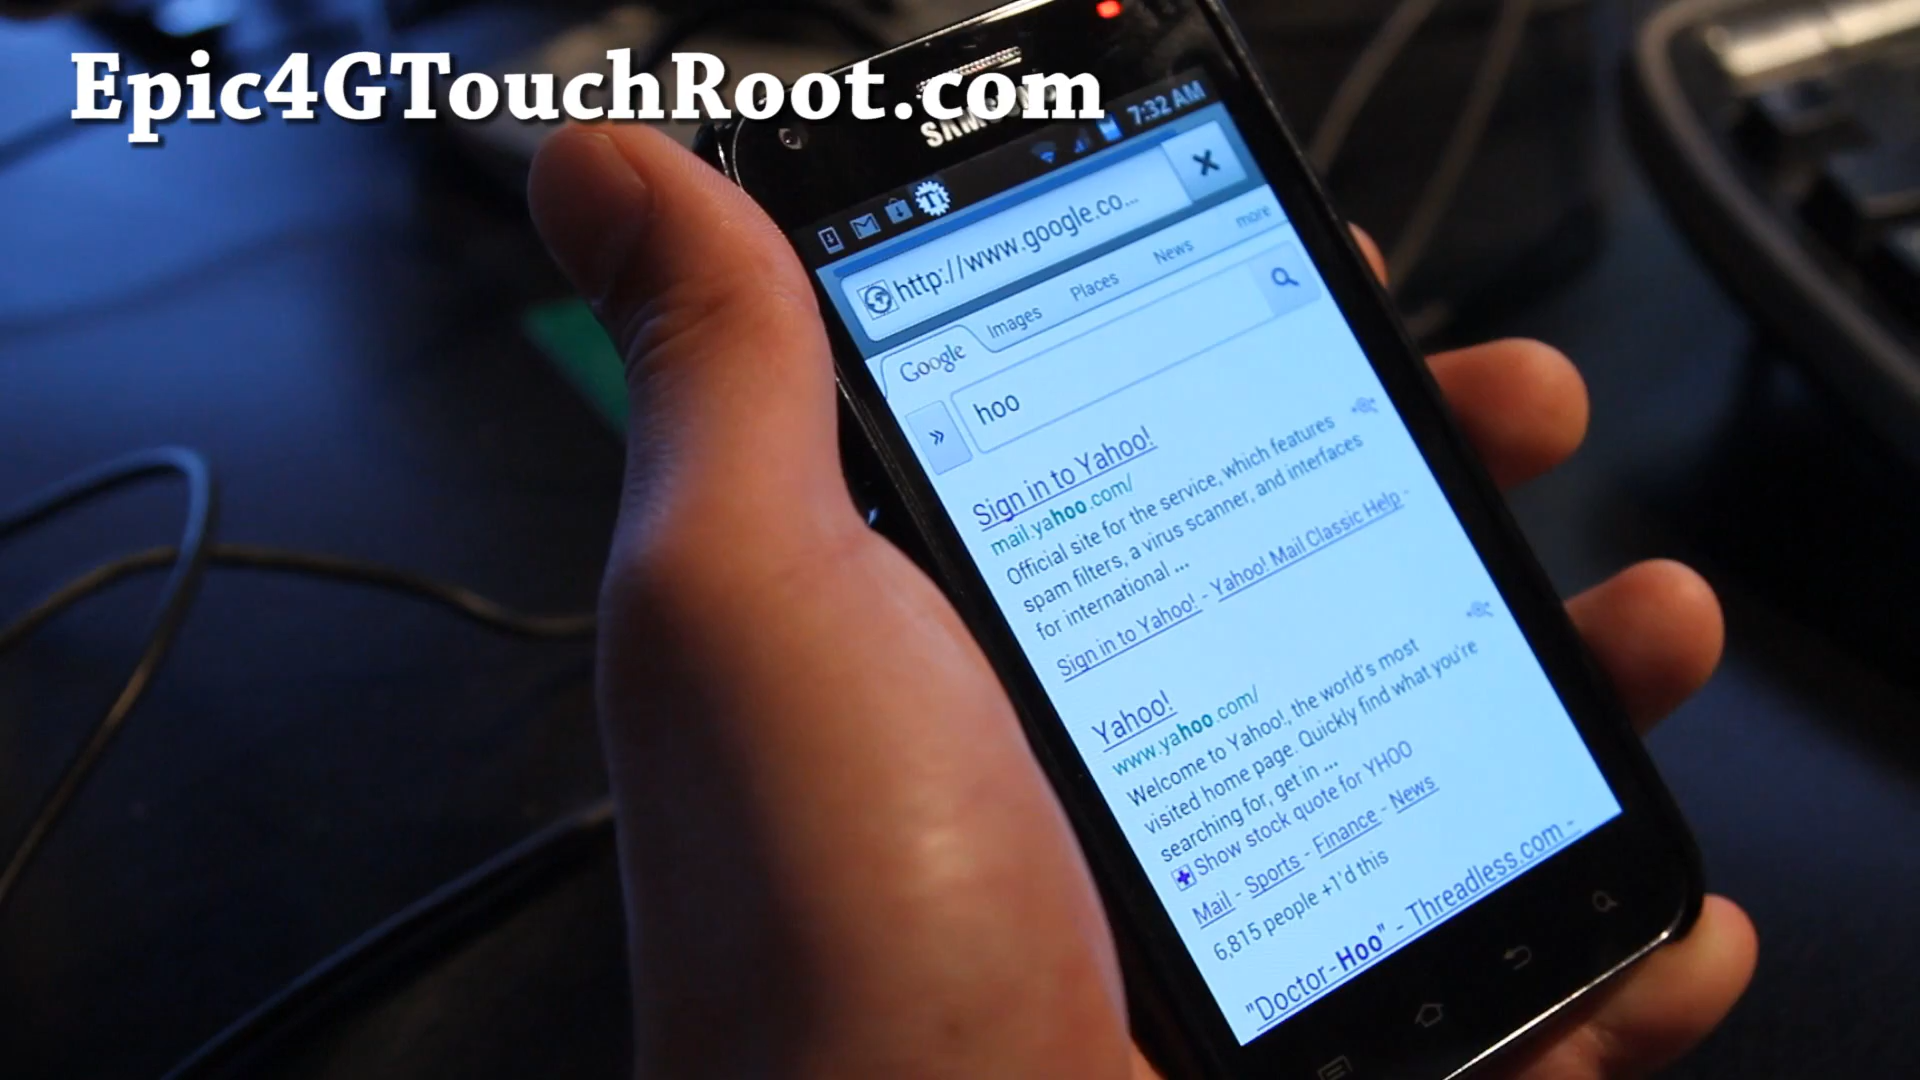 Epic4GTouchRoot.com
SAMSUNG
7:32 AM
http://www.google.co...
Google Images Places News more
hoo
Sign in to Yahoo!
mail.yahoo.com/
Official site for the service, which features
spam filters, a virus scanner, and interfaces
for international ...
Sign in to Yahoo! - Yahoo! Mail Classic Help -
Yahoo!
www.yahoo.com/
Welcome to Yahoo!, the world's most
visited home page. Quickly find what you're
searching for, get in ...
Show stock quote for YHOO
Mail - Sports - Finance - News
6,815 people +1'd this
"Doctor-Hoo" - Threadless.com -